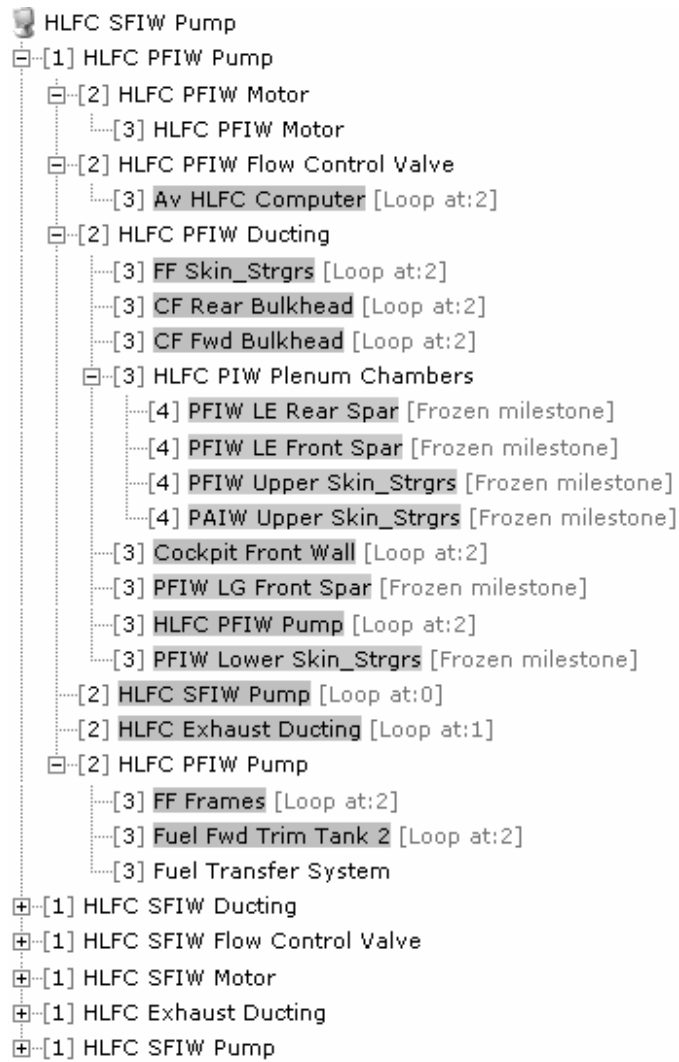 HLFC SFIW Pump
[1] HLFC PFIW Pump
[2] HLFC PFIW Motor
[3] HLFC PFIW Motor
[2] HLFC PFIW Flow Control Valve
[3] Av HLFC Computer [Loop at:2]
[2] HLFC PFIW Ducting
[3] FF Skin_Strgrs [Loop at:2]
[3] CF Rear Bulkhead [Loop at:2]
[3] CF Fwd Bulkhead [Loop at:2]
[3] HLFC PIW Plenum Chambers
[4] PFIW LE Rear Spar [Frozen milestone]
[4] PFIW LE Front Spar [Frozen milestone]
[4] PFIW Upper Skin_Strgrs [Frozen milestone]
[4] PAIW Upper Skin_Strgrs [Frozen milestone]
[3] Cockpit Front Wall [Loop at:2]
[3] PFIW LG Front Spar [Frozen milestone]
[3] HLFC PFIW Pump [Loop at:2]
[3] PFIW Lower Skin_Strgrs [Frozen milestone]
[2] HLFC SFIW Pump [Loop at:0]
[2] HLFC Exhaust Ducting [Loop at:1]
[2] HLFC PFIW Pump
[3] FF Frames [Loop at:2]
[3] Fuel Fwd Trim Tank 2 [Loop at:2]
[3] Fuel Transfer System
[1] HLFC SFIW Ducting
[1] HLFC SFIW Flow Control Valve
[1] HLFC SFIW Motor
[1] HLFC Exhaust Ducting
[1] HLFC SFIW Pump